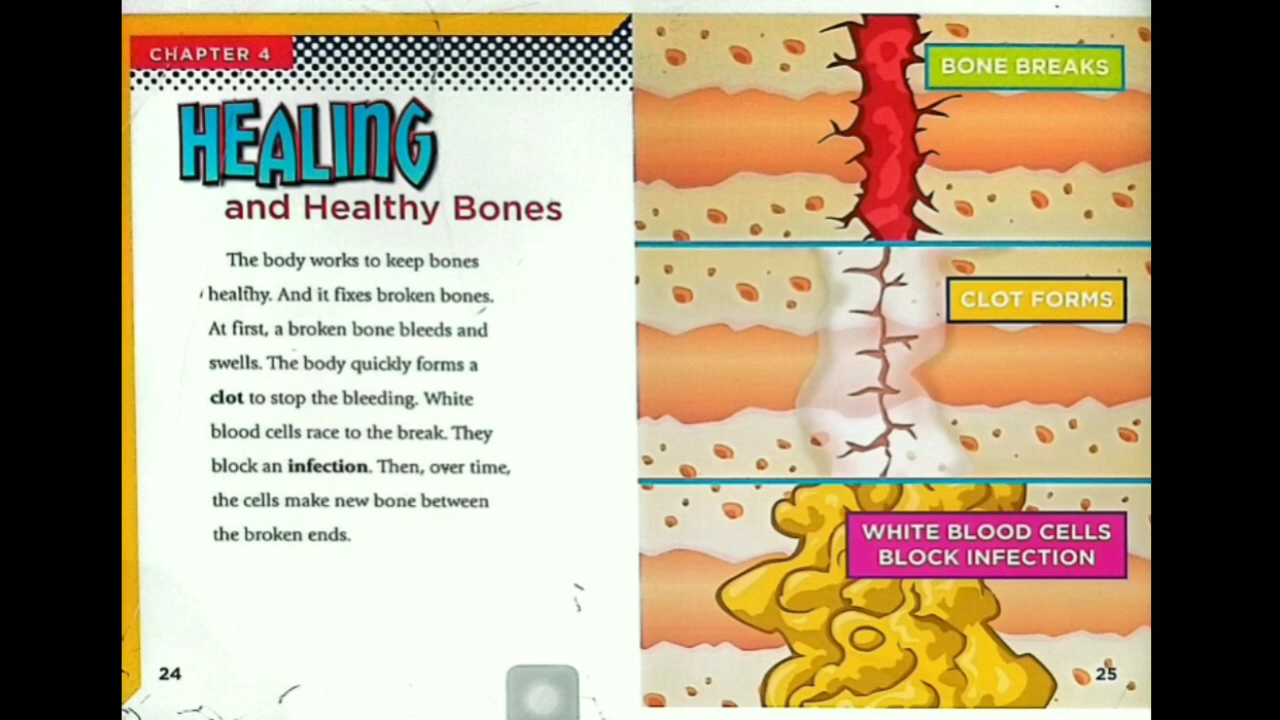 CHAPTER 4
HEALING
and Healthy Bones
The body works to keep bones
healthy. And it fixes broken bones.
At first, a broken bone bleeds and
swells. The body quickly forms a
clot to stop the bleeding. White
blood cells race to the break. They
block an infection. Then, over time,
the cells make new bone between
the broken ends.
24
BONE BREAKS
CLOT FORMS
WHITE BLOOD CELLS
BLOCK INFECTION
25